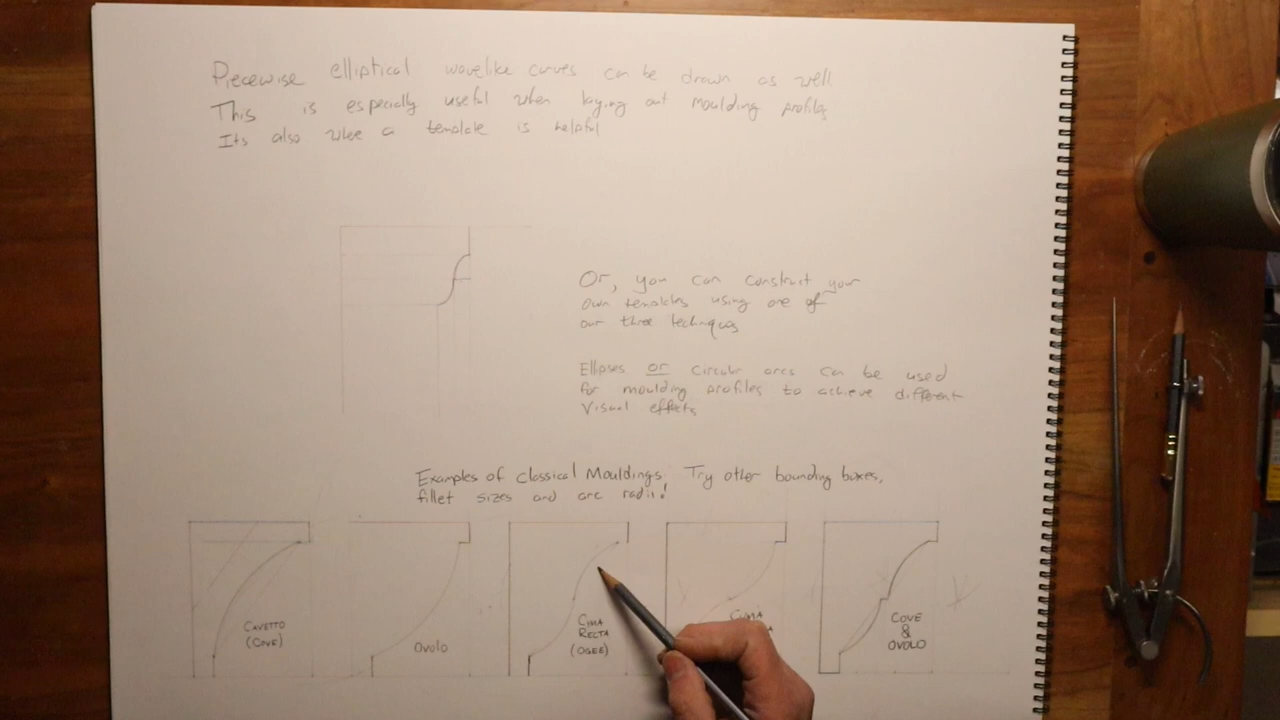 Piecewise elliptical wavelike curves can be drawn as well.
This is especially useful when laying out moulding profiles
Its also where a template is helpful
Or, you can construct your
own templates using one of
our three techniques
Ellipses or circular arcs can be used
for moulding profiles to achieve different
visual effects
Examples of classical Mouldings. Try other bounding boxes,
fillet sizes and arc radii!
CAVETTO
(COVE)
OVOLO
CIMA
RECTA
(OGEE)
CIMA
COVE
&
OVOLO